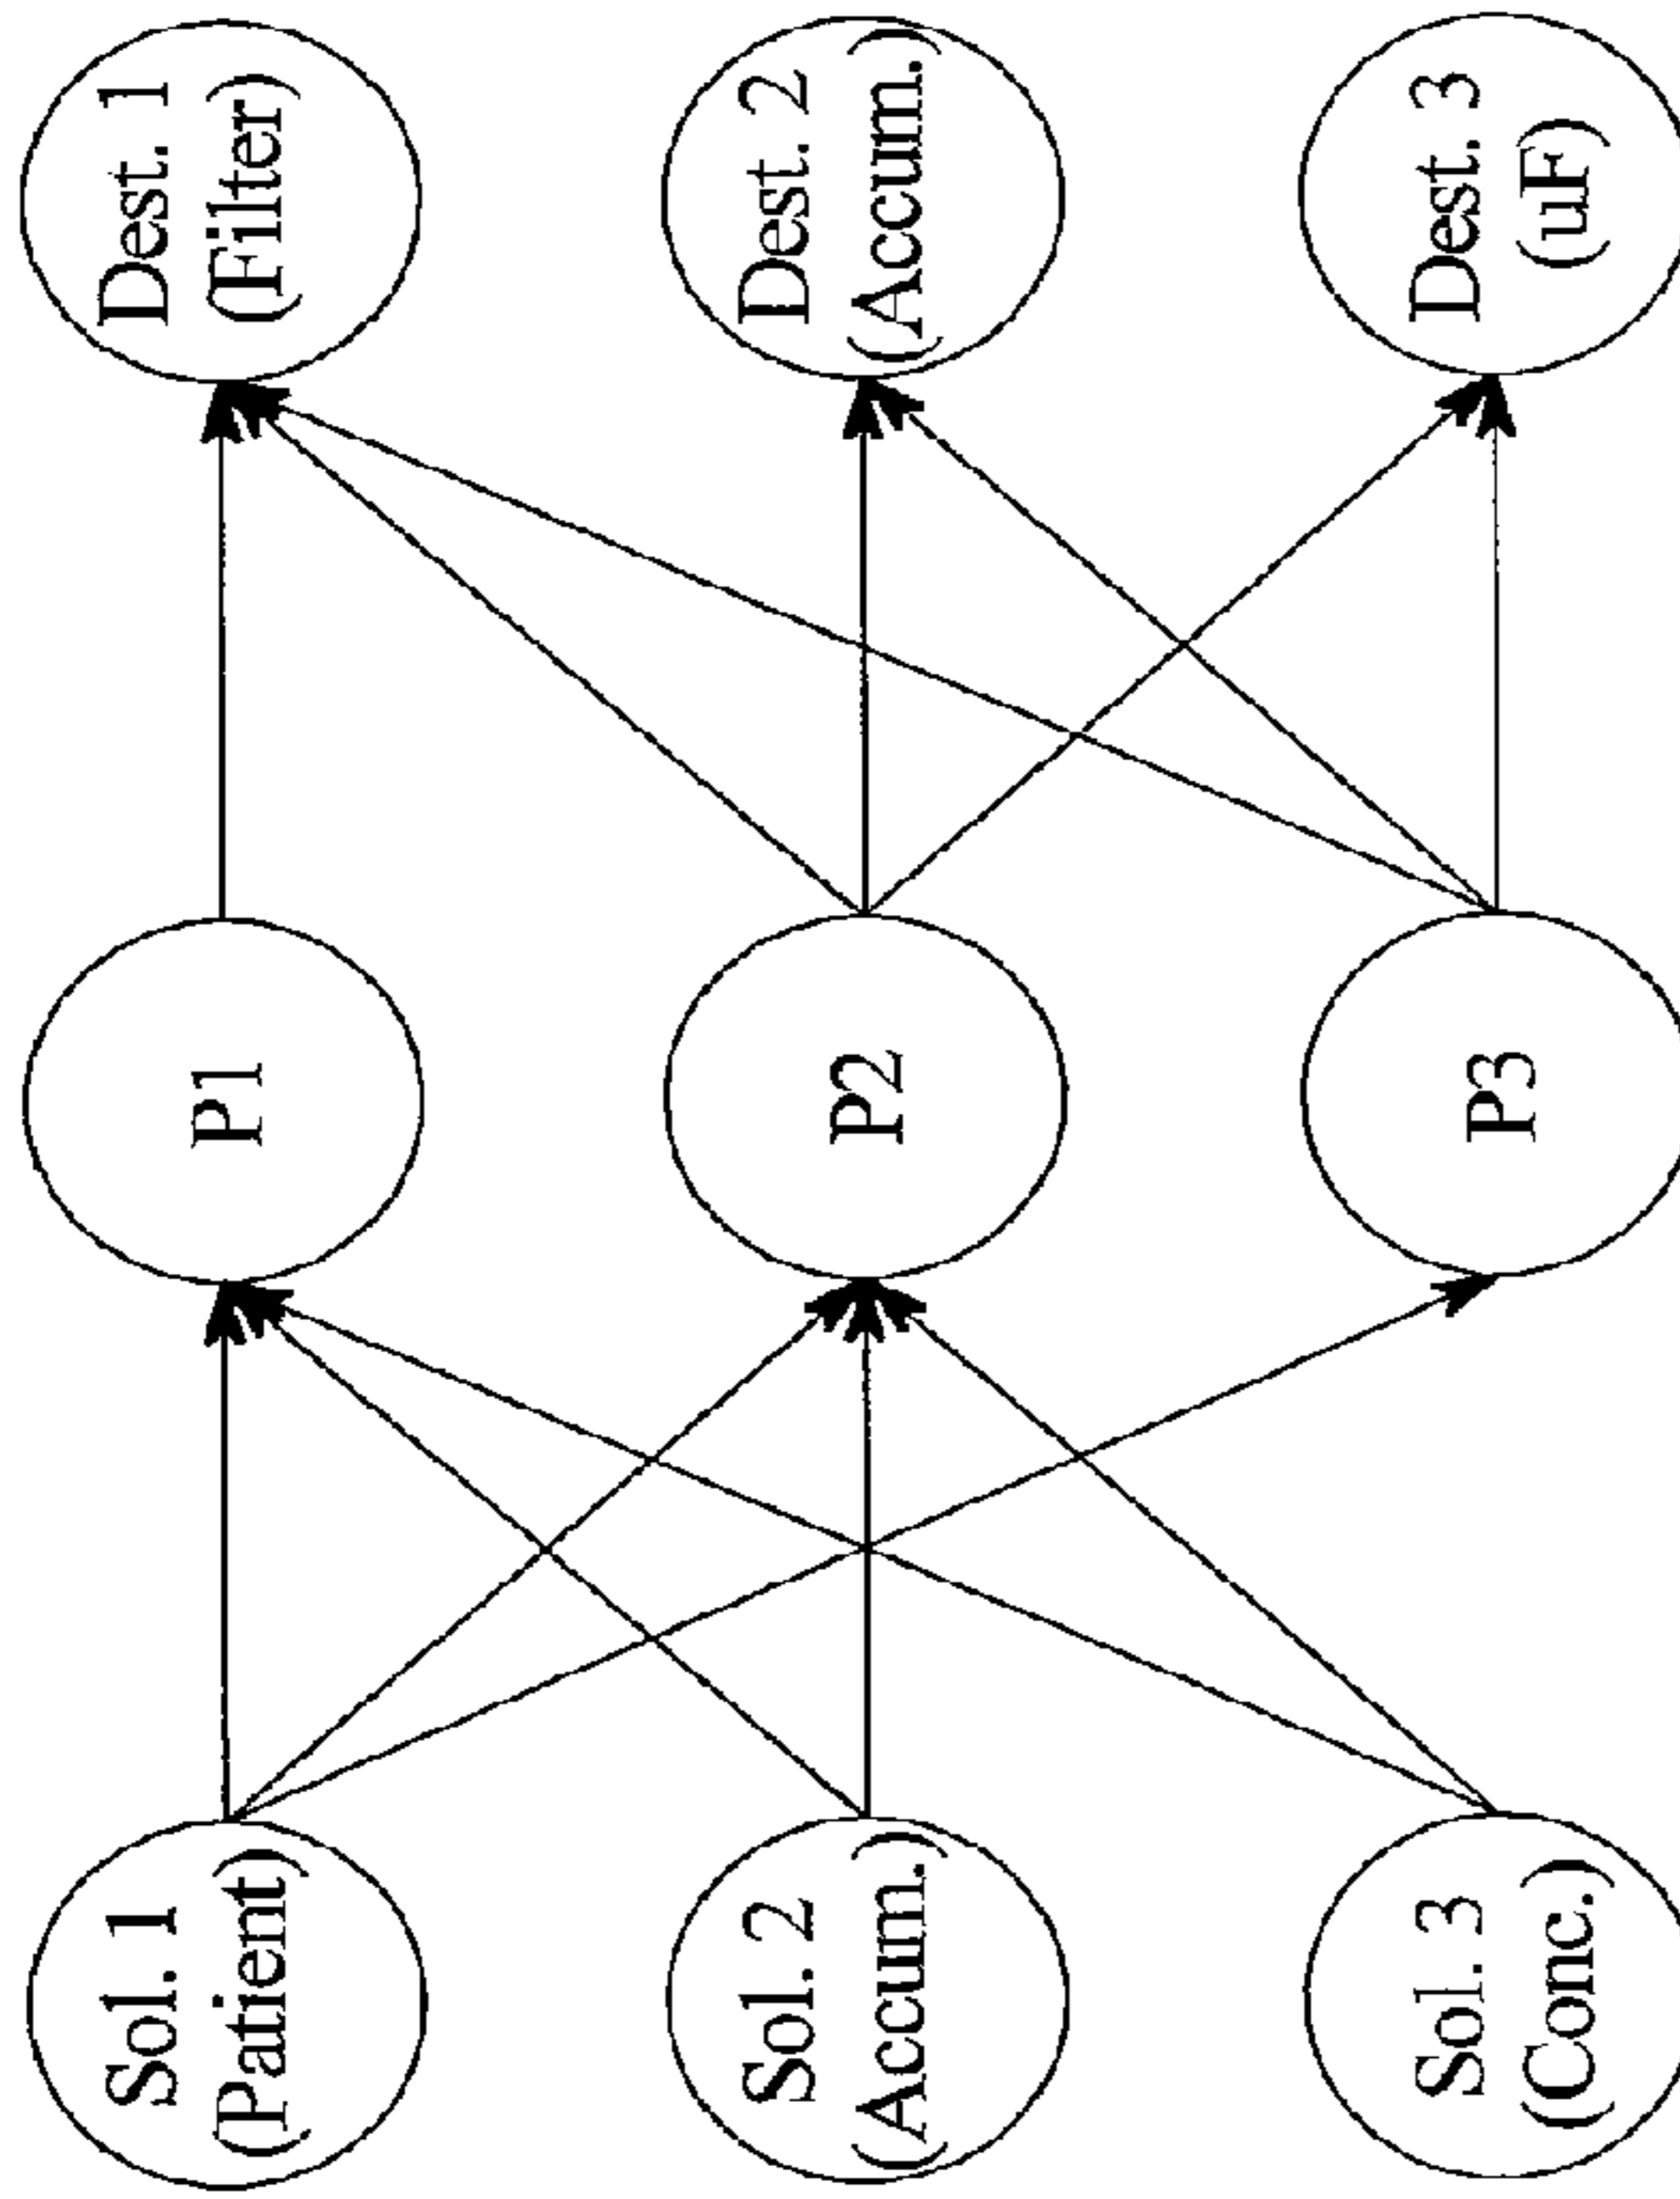 Sol. 1
(Patient)
P1
Dest. 1
(Filter)
Sol. 2
(Accum.)
P2
Dest. 2
(Accum. )
Sol. 3
(Conc.)
P3
Dest. 3
(uF)